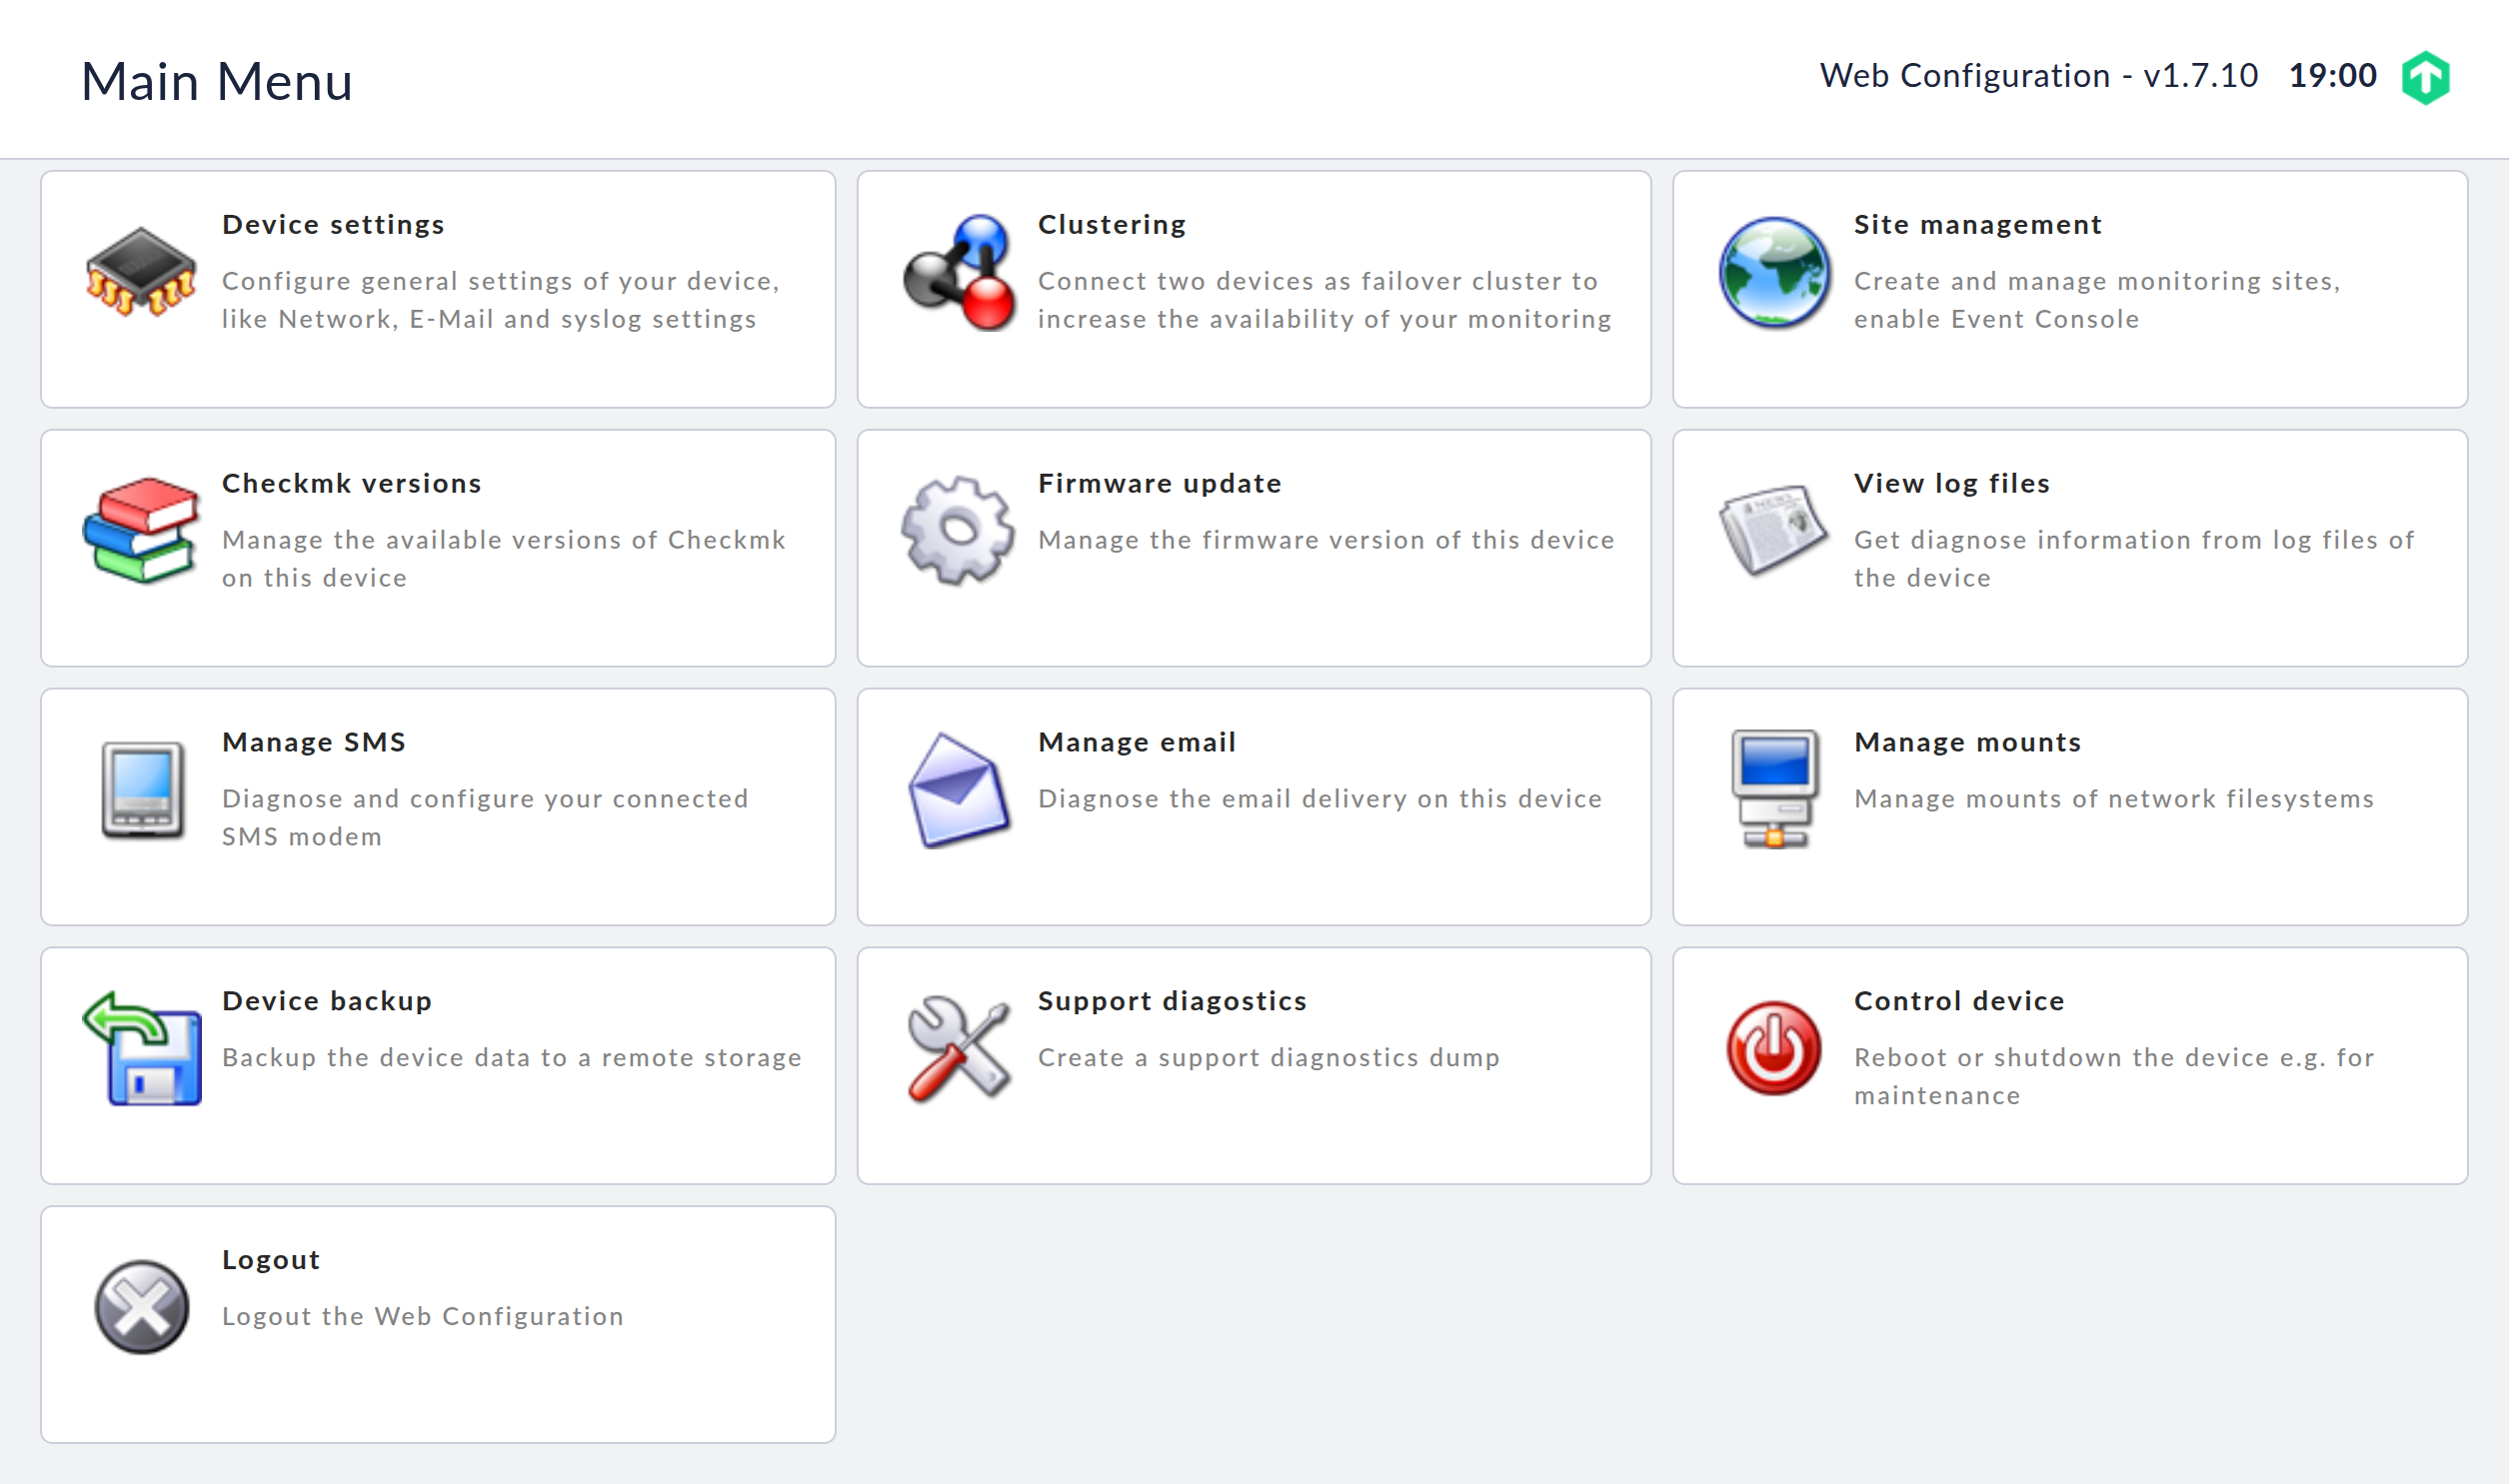 Main Menu
Web Configuration - v1.7.10 19:00
Device settings
Configure general settings of your device,
like Network, E-Mail and syslog settings
Clustering
Connect two devices as failover cluster to
increase the availability of your monitoring
Site management
Create and manage monitoring sites,
enable Event Console
Checkmk versions
Manage the available versions of Checkmk
on this device
Firmware update
Manage the firmware version of this device
View log files
Get diagnose information from log files of
the device
Manage SMS
Diagnose and configure your connected
SMS modem
Manage email
Diagnose the email delivery on this device
Manage mounts
Manage mounts of network filesystems
Device backup
Backup the device data to a remote storage
Support diagostics
Create a support diagnostics dump
Control device
Reboot or shutdown the device e.g. for
maintenance
Logout
Logout the Web Configuration